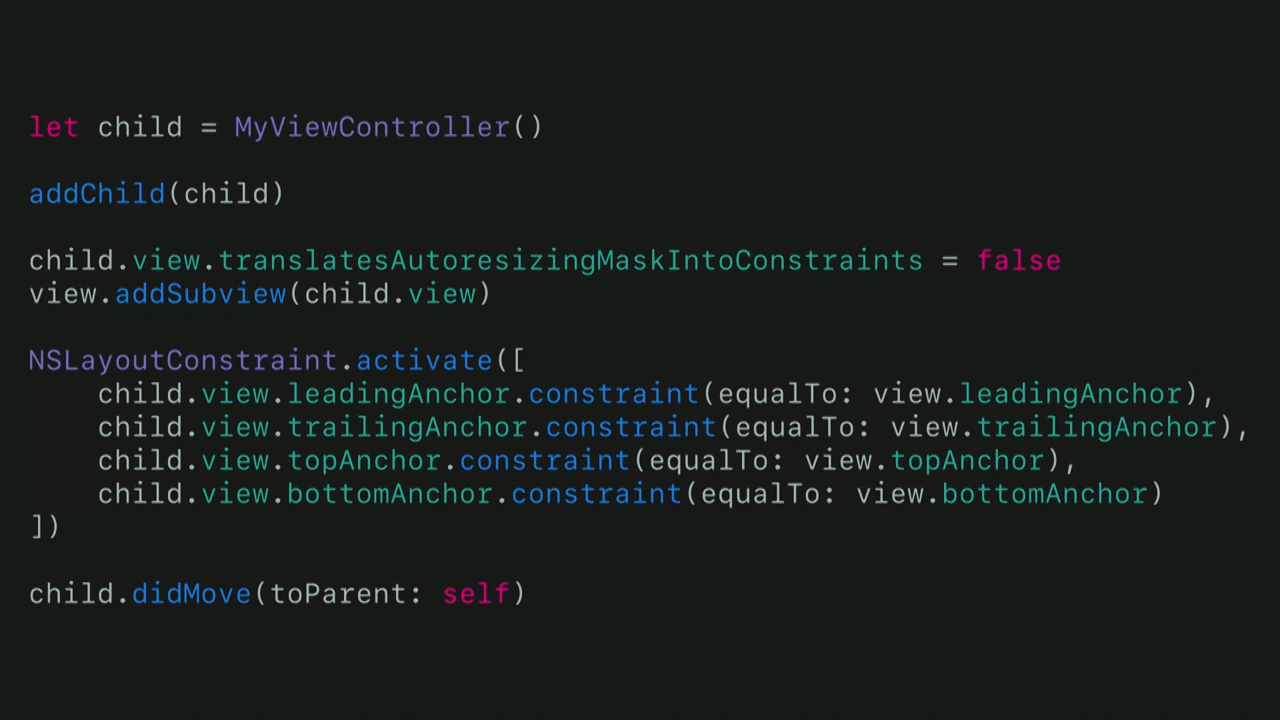 let child = MyViewController()
addChild(child)
child.view.translatesAutoresizingMaskIntoConstraints = false
view.addSubview(child.view)
NSLayoutConstraint.activate([
child.view.leadingAnchor.constraint(equalTo: view.leadingAnchor),
child.view.trailingAnchor.constraint(equalTo: view.trailingAnchor),
child.view.topAnchor.constraint(equalTo: view.topAnchor),
child.view.bottomAnchor.constraint(equalTo: view.bottomAnchor)
])
child.didMove(toParent: self)